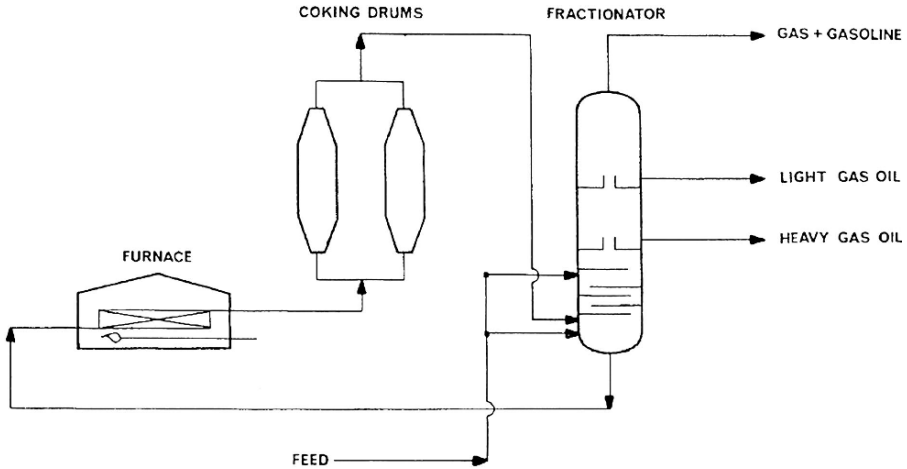 COKING DRUMS
FRACTIONATOR
GAS + GASOLINE
LIGHT GAS OIL
HEAVY GAS OIL
FURNACE
FEED